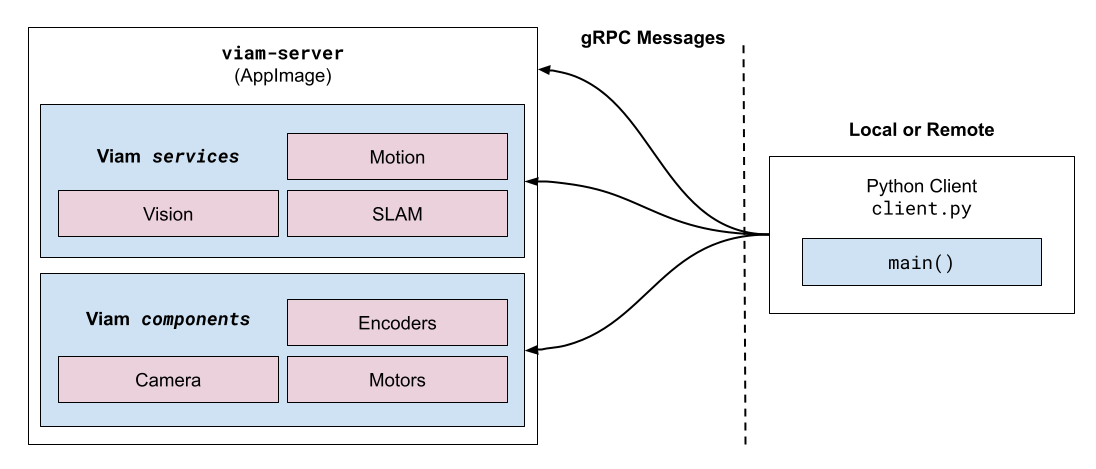 viam-server
(AppImage)
Viam services
Motion
Vision
SLAM
Viam components
Encoders
Camera
Motors
gRPC Messages
Local or Remote
Python Client
client.py
main()